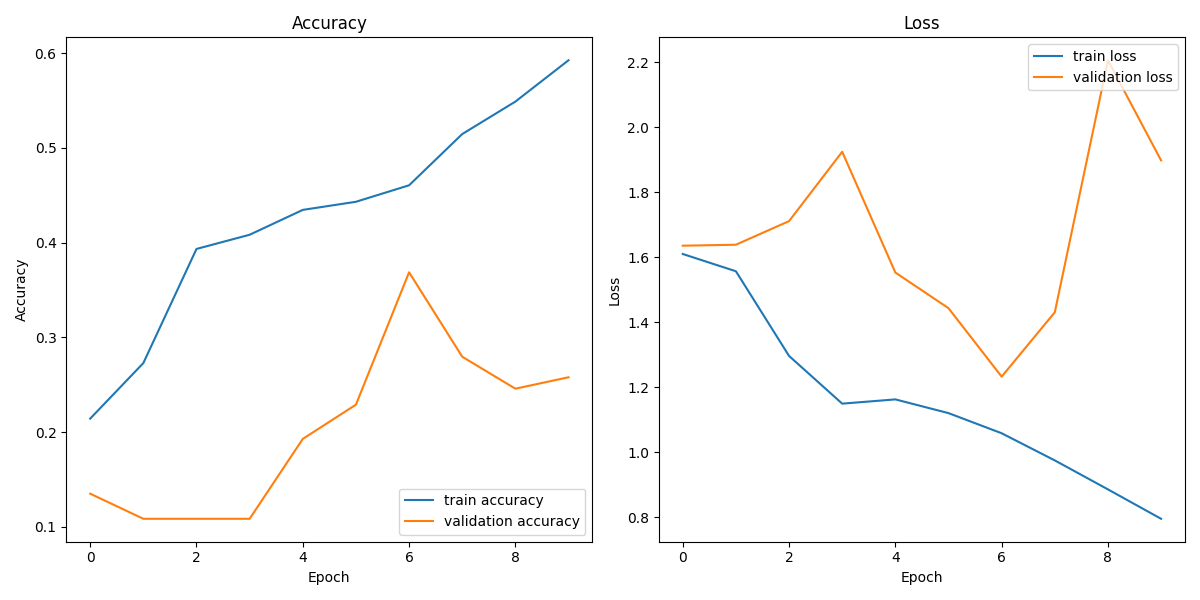 Accuracy
0.6
0.5
0.4
0.3
0.2
0.1
Accuracy
train accuracy
validation accuracy
0 2 4 6 8
Epoch
Loss
2.2
2.0
1.8
1.6
1.4
1.2
1.0
0.8
Loss
train loss
validation loss
0 2 4 6 8
Epoch